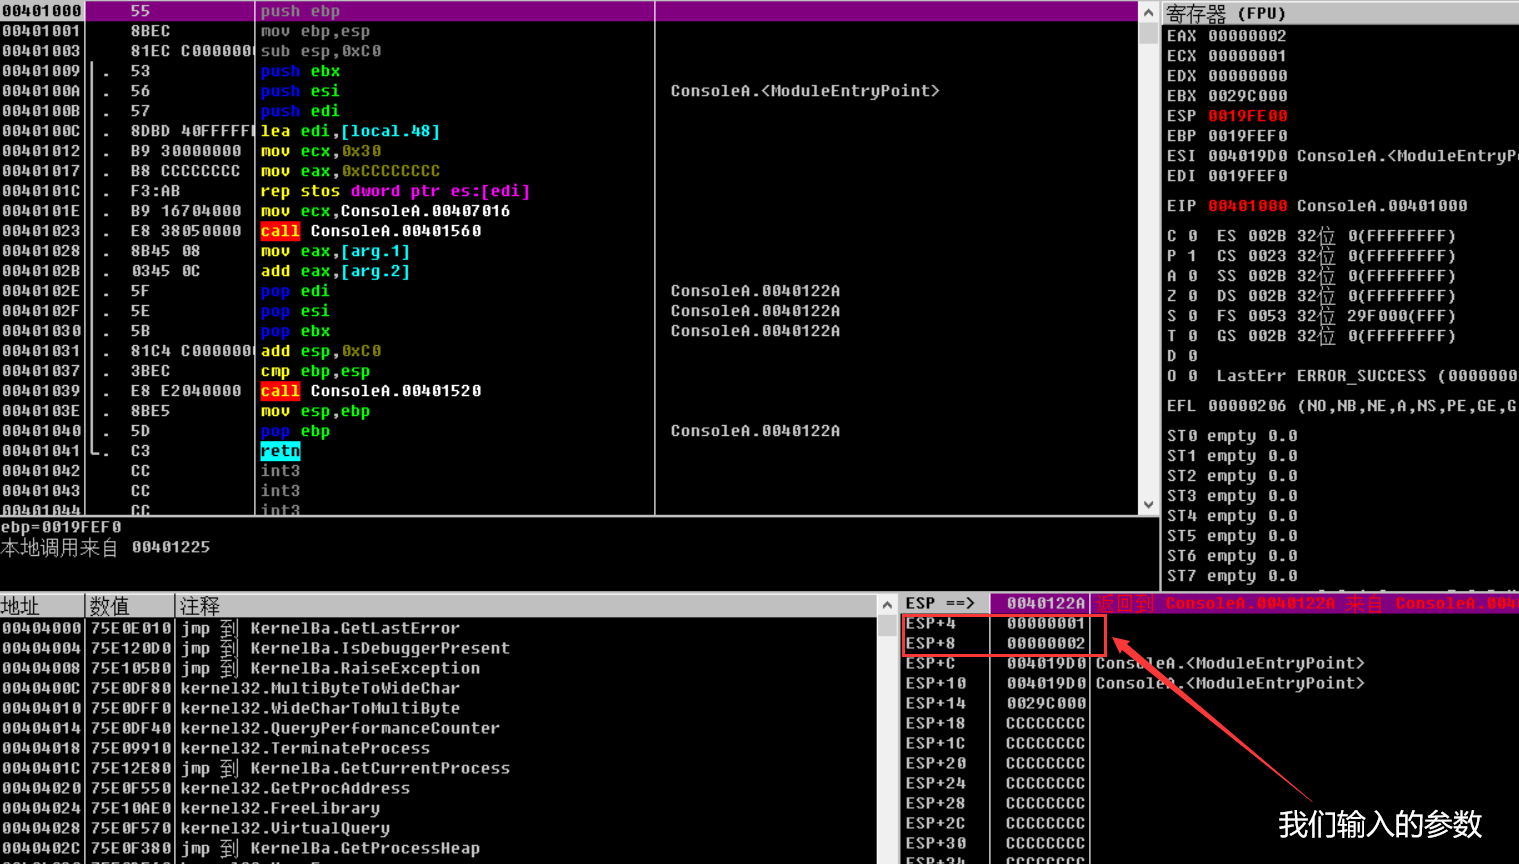 00401000 55 push ebp
00401001 8BEC mov ebp,esp
00401003 81EC C0000000 sub esp,0xC0
00401009 . 53 push ebx
0040100A . 56 push esi ConsoleA.<ModuleEntryPoint>
0040100B . 57 push edi
0040100C . 8DBD 40FFFFF lea edi,[local.48]
00401012 . B9 30000000 mov ecx,0x30
00401017 . B8 CCCCCCCC mov eax,0xCCCCCCCC
0040101C . F3:AB rep stos dword ptr es:[edi]
0040101E . B9 16704000 mov ecx,ConsoleA.00407016
00401023 . E8 38050000 call ConsoleA.00401560
00401028 . 8B45 08 mov eax,[arg.1]
0040102B . 0345 0C add eax,[arg.2]
0040102E . 5F pop edi ConsoleA.0040122A
0040102F . 5E pop esi ConsoleA.0040122A
00401030 . 5B pop ebx ConsoleA.0040122A
00401031 . 81C4 C0000000 add esp,0xC0
00401037 . 3BEC cmp ebp,esp
00401039 . E8 E2040000 call ConsoleA.00401520
0040103E . 8BE5 mov esp,ebp
00401040 . 5D pop ebp ConsoleA.0040122A
00401041 . C3 retn
00401042 CC int3
00401043 CC int3
00401044 CC int3
ebp=0019FEF0
本地调用来自 00401225
寄存器 (FPU)
EAX 00000002
ECX 00000001
EDX 00000000
EBX 0029C000
ESP 0019FE00
EBP 0019FEF0
ESI 004019D0 ConsoleA.<ModuleEntryP
EDI 0019FEF0
EIP 00401000 ConsoleA.00401000
C 0 ES 002B 32位 0(FFFFFFFF)
P 1 CS 0023 32位 0(FFFFFFFF)
A 0 SS 002B 32位 0(FFFFFFFF)
Z 0 DS 002B 32位 0(FFFFFFFF)
S 0 FS 0053 32位 29F000(FFF)
T 0 GS 002B 32位 0(FFFFFFFF)
D 0
O 0 LastErr ERROR_SUCCESS (0000000
EFL 00000206 (NO,NB,NE,A,NS,PE,GE,G
ST0 empty 0.0
ST1 empty 0.0
ST2 empty 0.0
ST3 empty 0.0
ST4 empty 0.0
ST5 empty 0.0
ST6 empty 0.0
ST7 empty 0.0
地址 数值 注释
00404000 75E0E010 jmp 到 KernelBa.GetLastError
00404004 75E120D0 jmp 到 KernelBa.IsDebuggerPresent
00404008 75E105B0 jmp 到 KernelBa.RaiseException
0040400C 75E0DF80 kernel32.MultiByteToWideChar
00404010 75E0DFF0 kernel32.WideCharToMultiByte
00404014 75E0DF40 kernel32.QueryPerformanceCounter
00404018 75E09910 kernel32.TerminateProcess
0040401C 75E12E80 jmp 到 KernelBa.GetCurrentProcess
00404020 75E0F550 kernel32.GetProcAddress
00404024 75E10AE0 kernel32.FreeLibrary
00404028 75E0F570 kernel32.VirtualQuery
0040402C 75E0F380 jmp 到 KernelBa.GetProcessHeap
ESP ==> 0040122A 返回到 ConsoleA.0040122A 来自 ConsoleA.004
ESP+4 00000001
ESP+8 00000002
ESP+C 004019D0 ConsoleA.<ModuleEntryPoint>
ESP+10 004019D0 ConsoleA.<ModuleEntryPoint>
ESP+14 0029C000
ESP+18 CCCCCCCC
ESP+1C CCCCCCCC
ESP+20 CCCCCCCC
ESP+24 CCCCCCCC
ESP+28 CCCCCCCC
ESP+2C CCCCCCCC
ESP+30 CCCCCCCC
ESP+34 CCCCCCCC
我们输入的参数